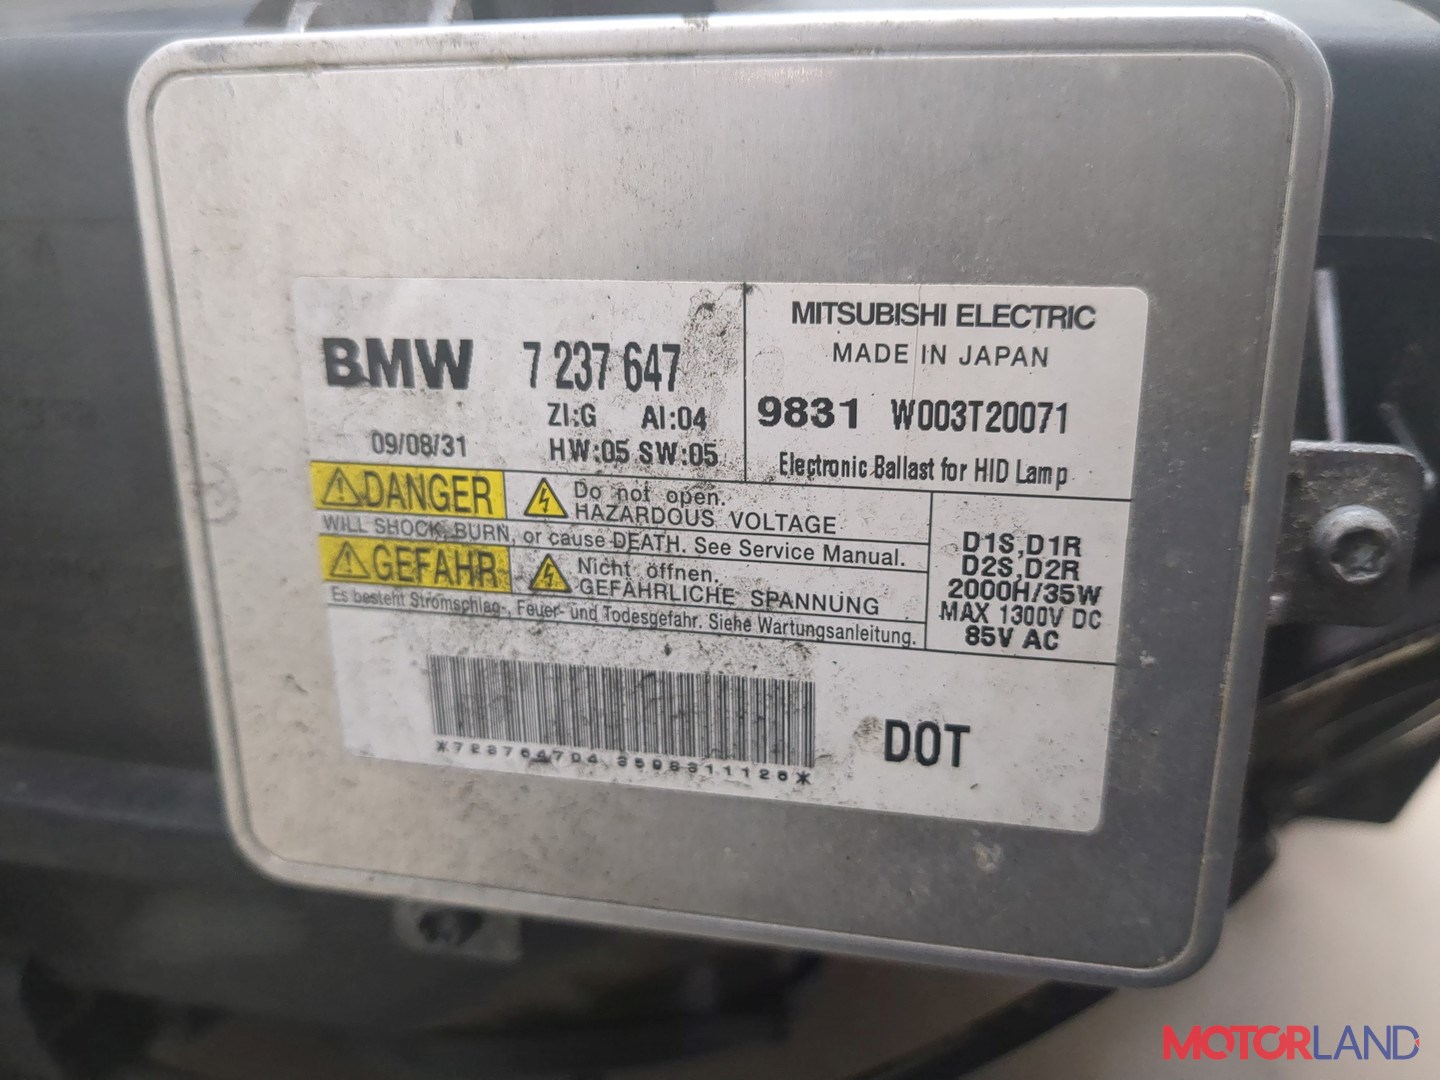 BMW 7 237 647
ZI:G AI:04
09/08/31 HW:05 SW:05
MITSUBISHI ELECTRIC
MADE IN JAPAN
9831 W003T20071
Electronic Ballast for HID Lamp
DANGER Do not open.
HAZARDOUS VOLTAGE
WILL SHOCK, BURN, or cause DEATH. See Service Manual.
GEFAHR Nicht öffnen.
GEFÄHRLICHE SPANNUNG
Es besteht Stromschlag-, Feuer- und Todesgefahr. Siehe Wartungsanleitung.
D1S,D1R
D2S,D2R
2000H/35W
MAX 1300V DC
85V AC
*723764704 3598311126*
DOT
MOTORLAND